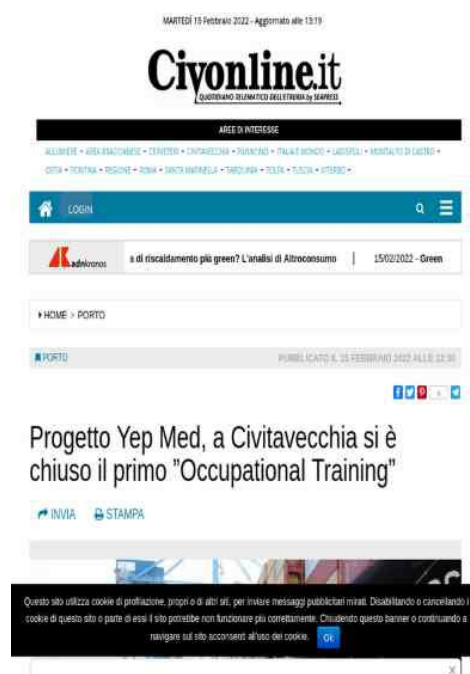 MARTEDÌ 15 Febbraio 2022 - Aggiornato alle 13:19
Civonline.it
QUOTIDIANO TELEMATICO DELL'ETRURIA by SEAPRESS
AREE DI INTERESSE
ALLUMIERE • AREA BRACCIANESE • CERVETERI • CIVITAVECCHIA • FIUMICINO • ITALIA E MONDO • LADISPOLI • MONTALTO DI CASTRO •
OSTIA • PONTINA • REGIONE • ROMA • SANTA MARINELLA • TARQUINIA • TOLFA • TUSCIA • VITERBO •
LOGIN
adnkronos a di riscaldamento più green? L'analisi di Altroconsumo | 15/02/2022 - Green
HOME > PORTO
PORTO PUBBLICATO IL 15 FEBBRAIO 2022 ALLE 12:30
Progetto Yep Med, a Civitavecchia si è
chiuso il primo ”Occupational Training”
INVIA STAMPA
Questo sito utilizza cookie di profilazione, propri o di altri siti, per inviare messaggi pubblicitari mirati. Disabilitando o cancellando i
cookie di questo sito o parte di essi il sito potrebbe non funzionare più correttamente. Chiudendo questo banner o continuando a
navigare sul sito acconsenti all'uso dei cookie. Ok
X